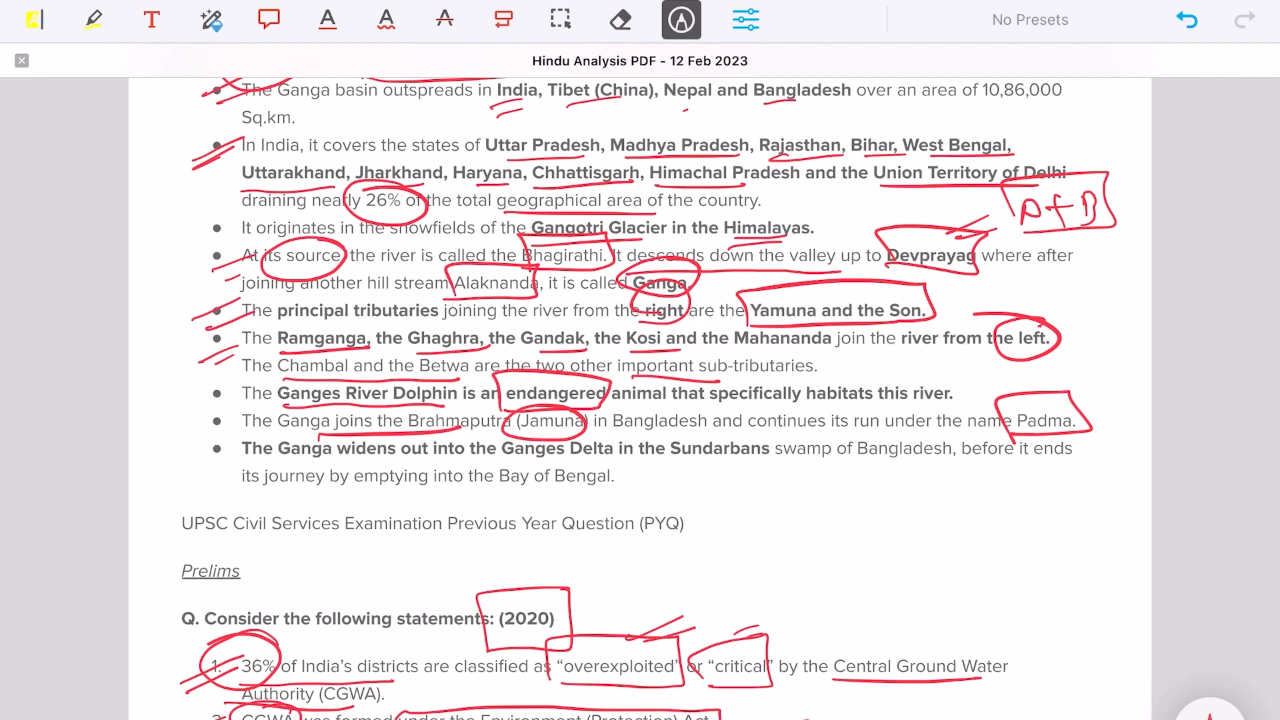 T A A A A No Presets
Hindu Analysis PDF - 12 Feb 2023
● The Ganga basin outspreads in India, Tibet (China), Nepal and Bangladesh over an area of 10,86,000
Sq.km.
● In India, it covers the states of Uttar Pradesh, Madhya Pradesh, Rajasthan, Bihar, West Bengal,
Uttarakhand, Jharkhand, Haryana, Chhattisgarh, Himachal Pradesh and the Union Territory of Delhi
draining nearly 26% of the total geographical area of the country.
A + B
● It originates in the snowfields of the Gangotri Glacier in the Himalayas.
● At its source, the river is called the Bhagirathi. It descends down the valley up to Devprayag where after
joining another hill stream Alaknanda, it is called Ganga.
● The principal tributaries joining the river from the right are the Yamuna and the Son.
● The Ramganga, the Ghaghra, the Gandak, the Kosi and the Mahananda join the river from the left.
The Chambal and the Betwa are the two other important sub-tributaries.
● The Ganges River Dolphin is an endangered animal that specifically habitats this river.
● The Ganga joins the Brahmaputra (Jamuna) in Bangladesh and continues its run under the name Padma.
● The Ganga widens out into the Ganges Delta in the Sundarbans swamp of Bangladesh, before it ends
its journey by emptying into the Bay of Bengal.
UPSC Civil Services Examination Previous Year Question (PYQ)
Prelims
Q. Consider the following statements: (2020)
1. 36% of India’s districts are classified as “overexploited” or “critical” by the Central Ground Water
Authority (CGWA).
2. CGWA was formed under the Environment (Protection) Act.